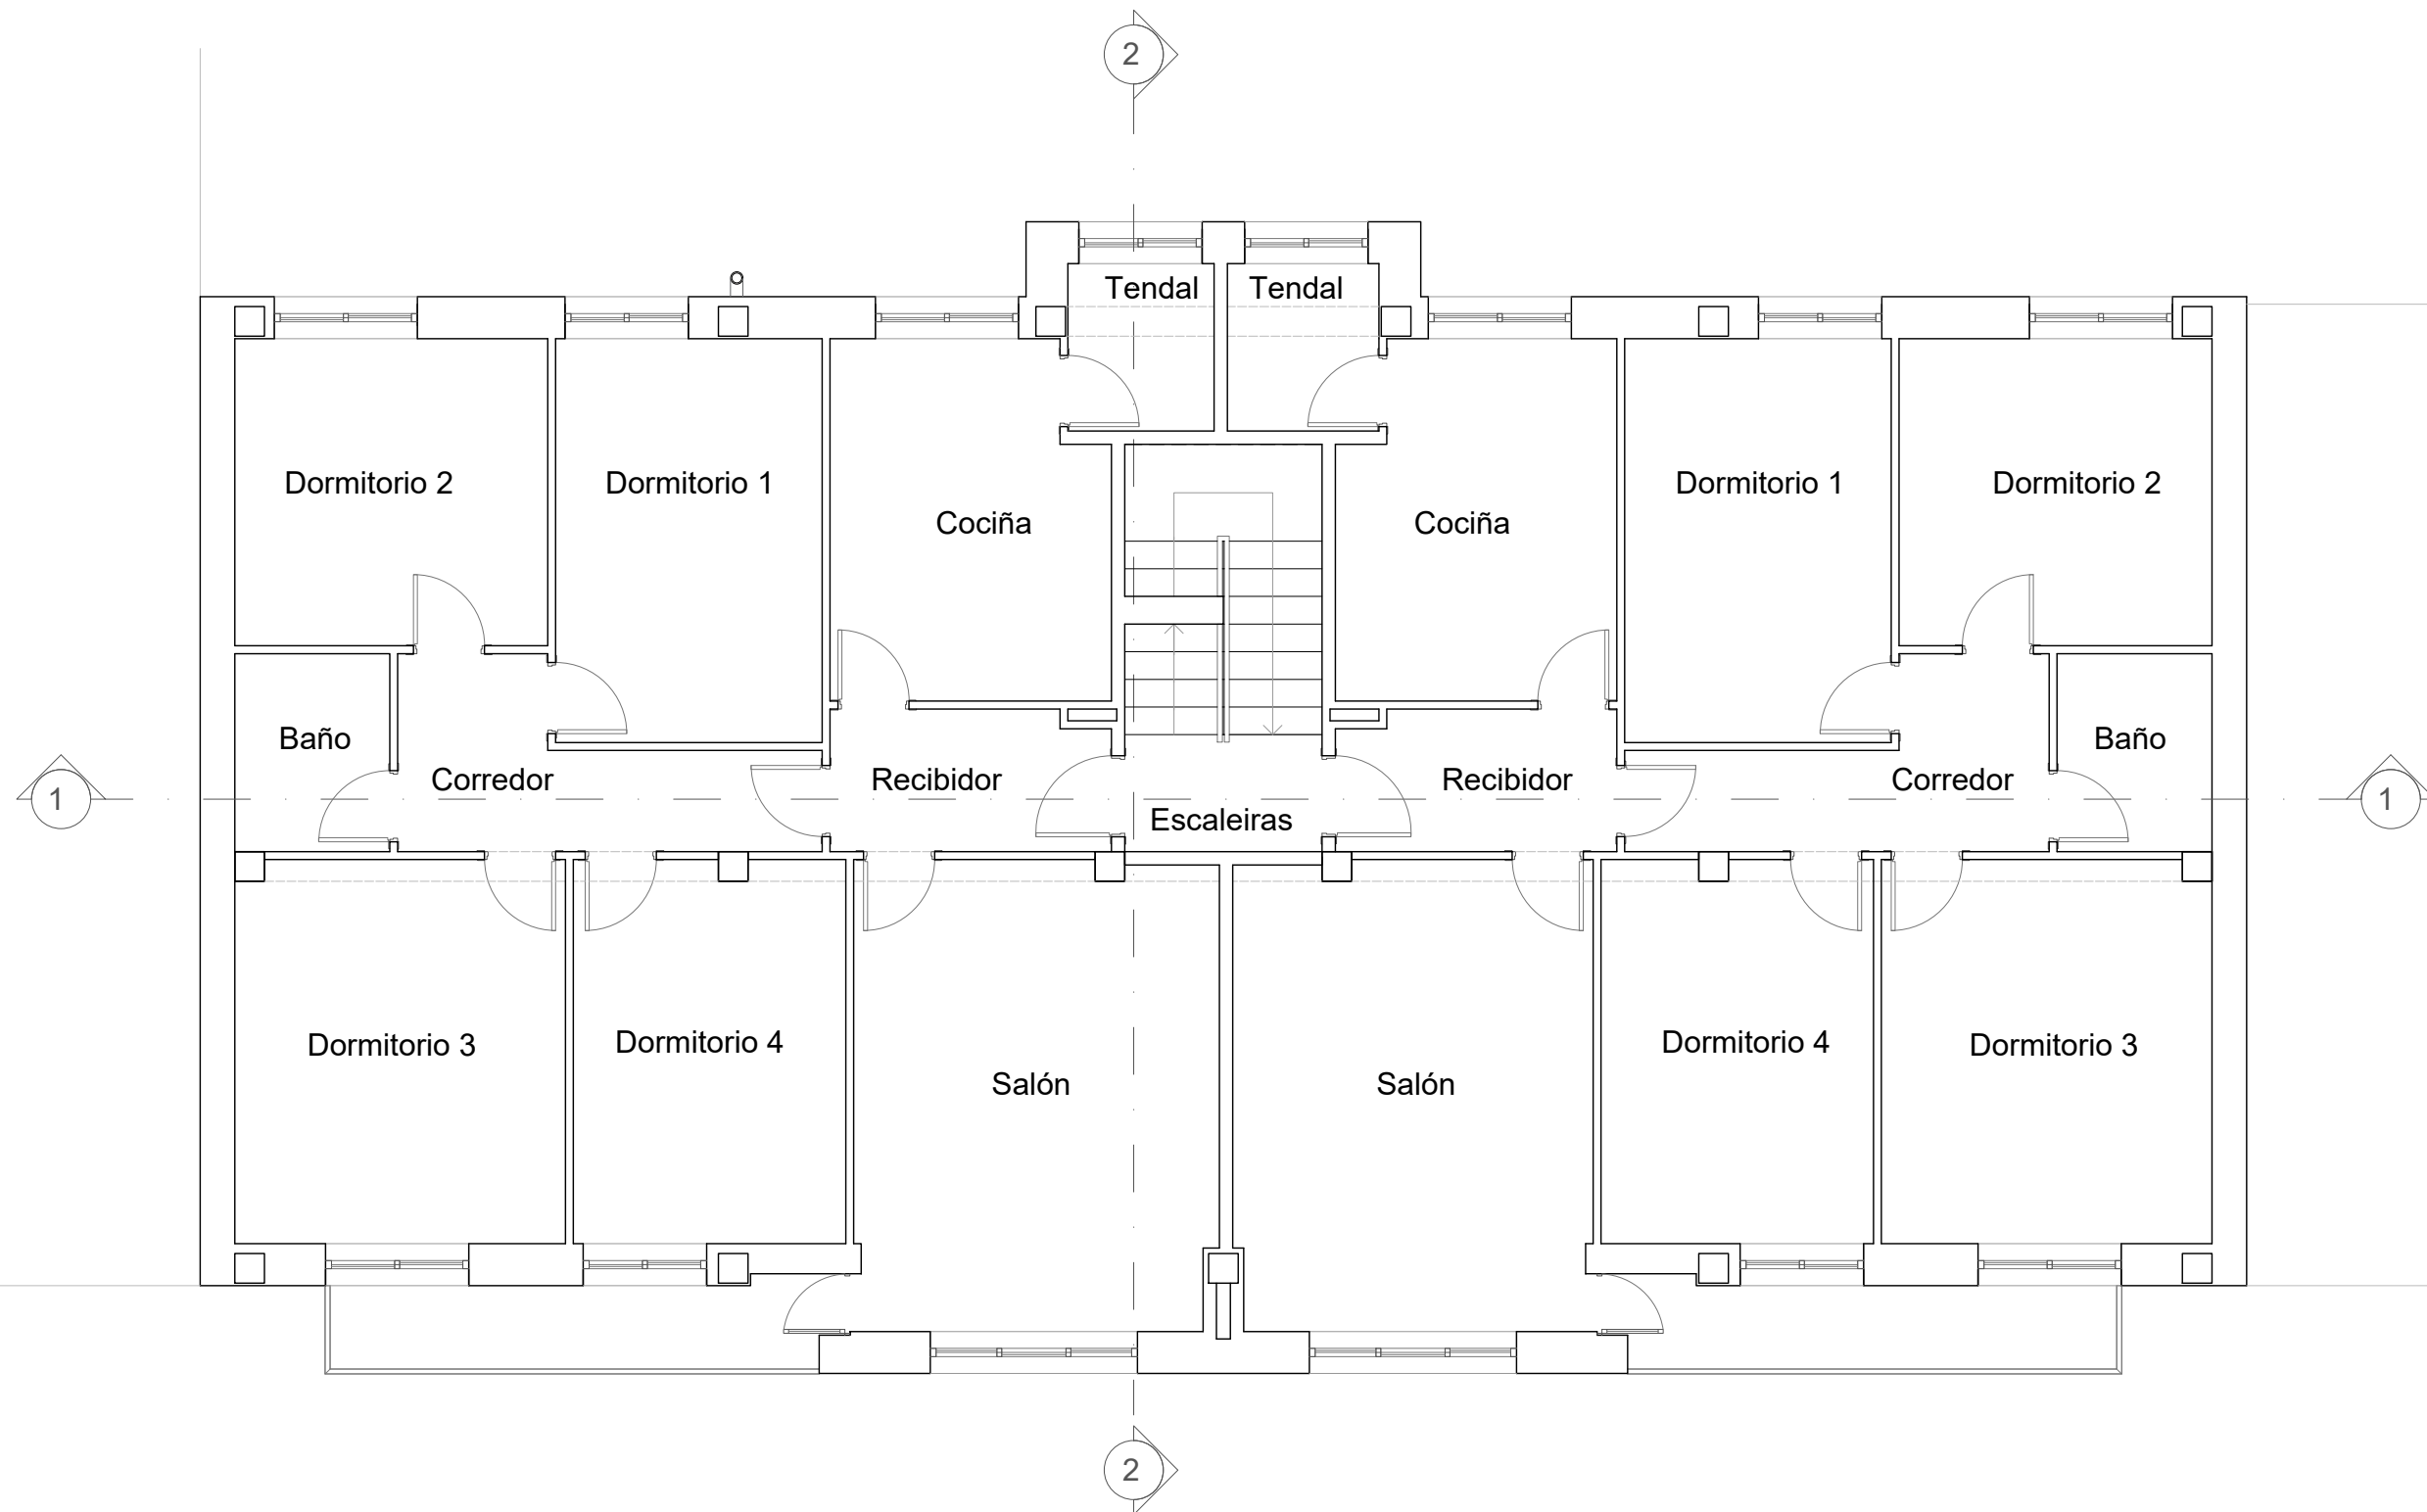 2
Tendal Tendal
Dormitorio 2 Dormitorio 1 Dormitorio 1 Dormitorio 2
Cociña Cociña
Baño Baño
Corredor Recibidor Recibidor Corredor
1 1
Escaleiras
Dormitorio 3 Dormitorio 4 Dormitorio 4 Dormitorio 3
Salón Salón
2